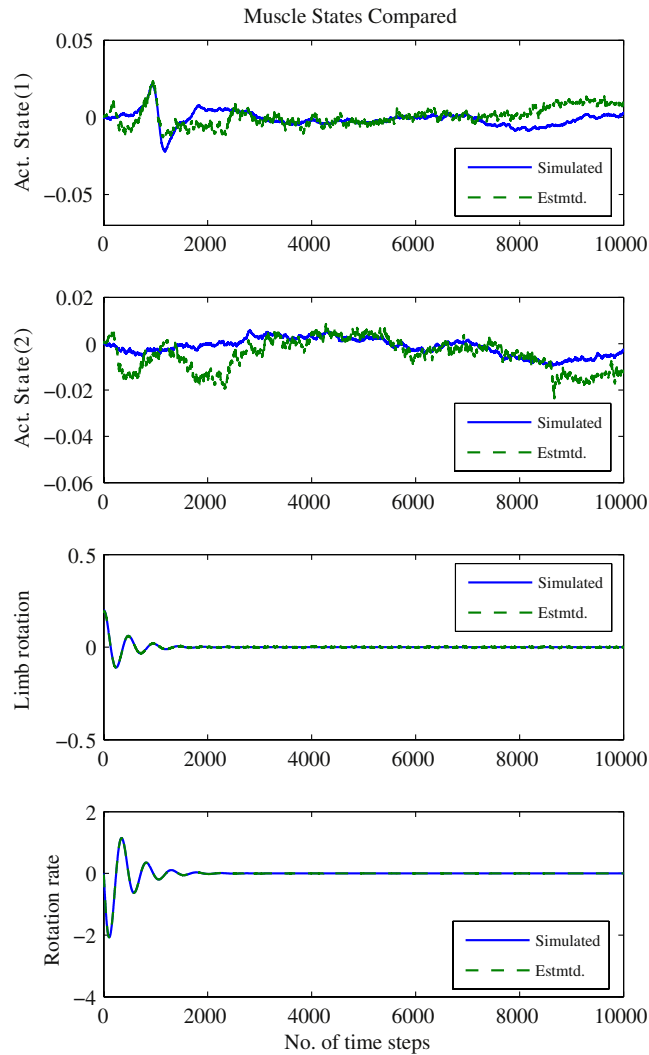 Muscle States Compared
0.05
0
−0.05
Act. State(1)
Simulated
Estmtd.
0 2000 4000 6000 8000 10000
0.02
0
−0.02
−0.04
−0.06
Act. State(2)
Simulated
Estmtd.
0 2000 4000 6000 8000 10000
0.5
0
−0.5
Limb rotation
Simulated
Estmtd.
0 2000 4000 6000 8000 10000
2
0
−2
−4
Rotation rate
Simulated
Estmtd.
0 2000 4000 6000 8000 10000
No. of time steps